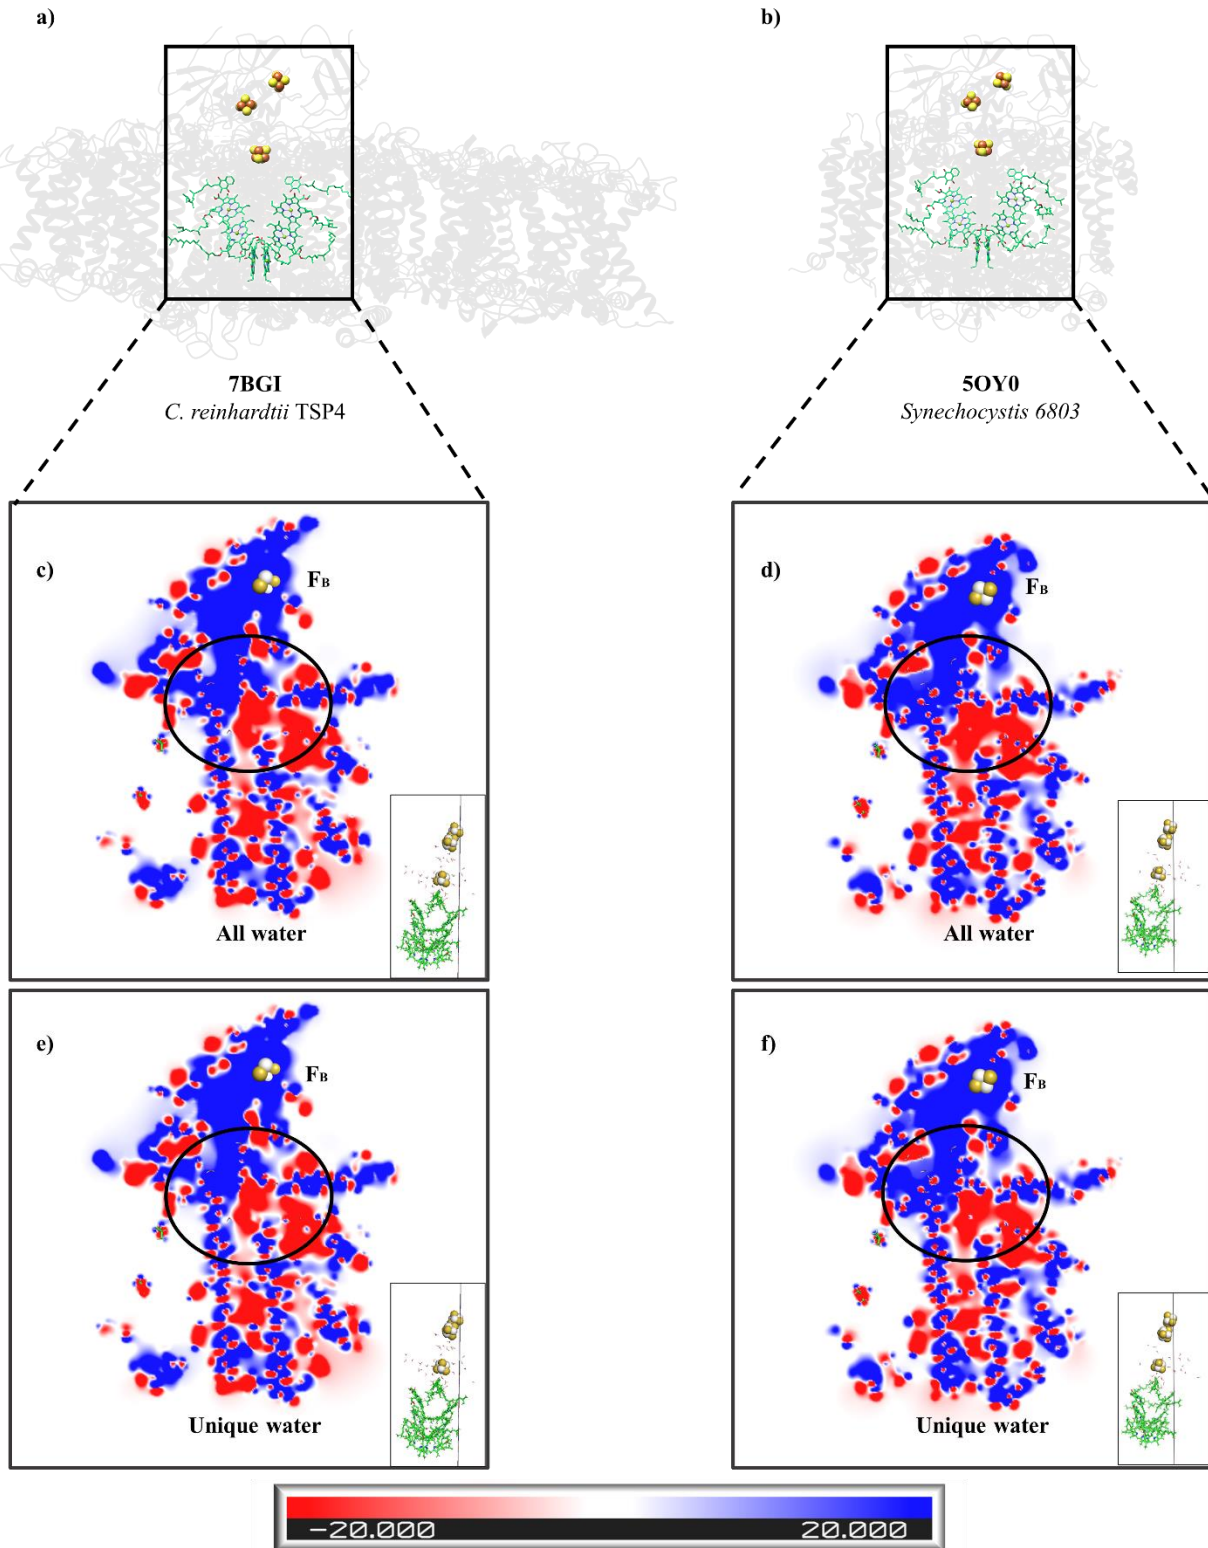 a)
b)
7BGI
C. reinhardtii TSP4
5OY0
Synechocystis 6803
c)
FB
All water
d)
FB
All water
e)
FB
Unique water
f)
FB
Unique water
-20.000
20.000